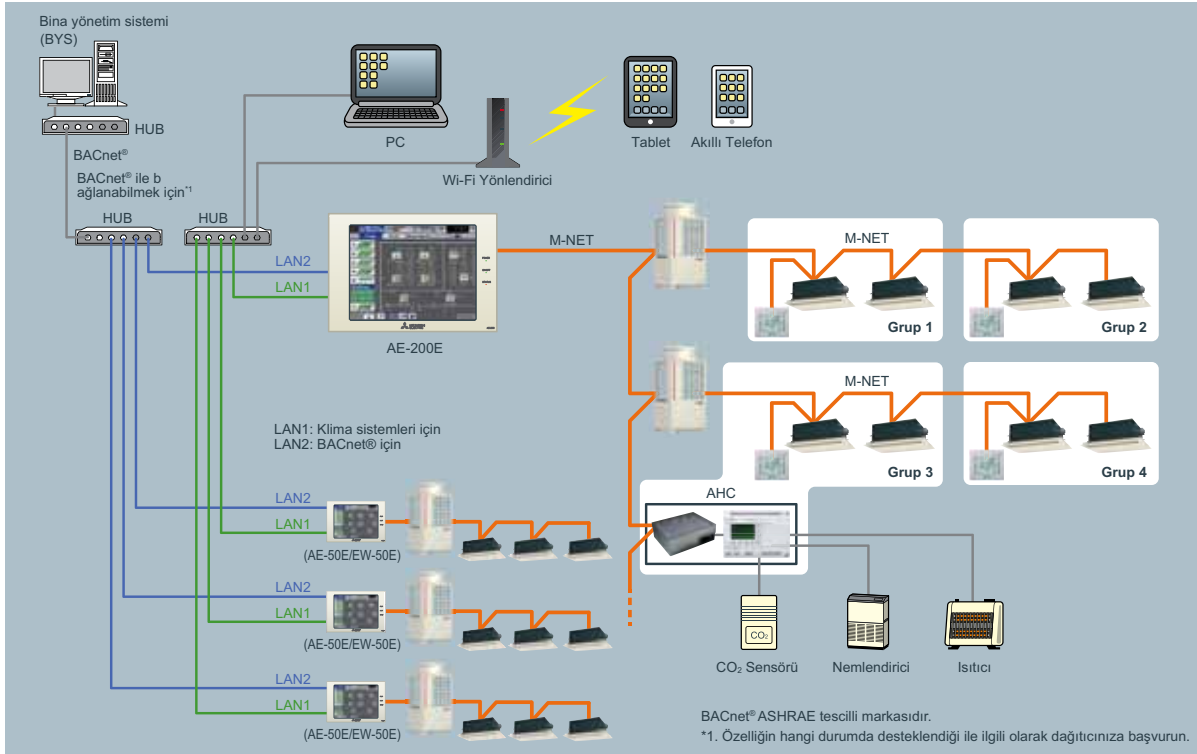 Bina yönetim sistemi
(BYS)
HUB
BACnet®
BACnet® ile b
ağlanabilmek için*1
HUB
HUB
PC
Wi-Fi Yönlendirici
Tablet
Akıllı Telefon
LAN2
LAN1
AE-200E
M-NET
M-NET
Grup 1
Grup 2
M-NET
Grup 3
Grup 4
LAN1: Klima sistemleri için
LAN2: BACnet® için
LAN2
LAN1
(AE-50E/EW-50E)
LAN2
LAN1
(AE-50E/EW-50E)
LAN2
LAN1
(AE-50E/EW-50E)
AHC
CO₂
CO₂ Sensörü
Nemlendirici
Isıtıcı
BACnet® ASHRAE tescilli markasıdır.
*1. Özelliğin hangi durumda desteklendiği ile ilgili olarak dağıtıcınıza başvurun.